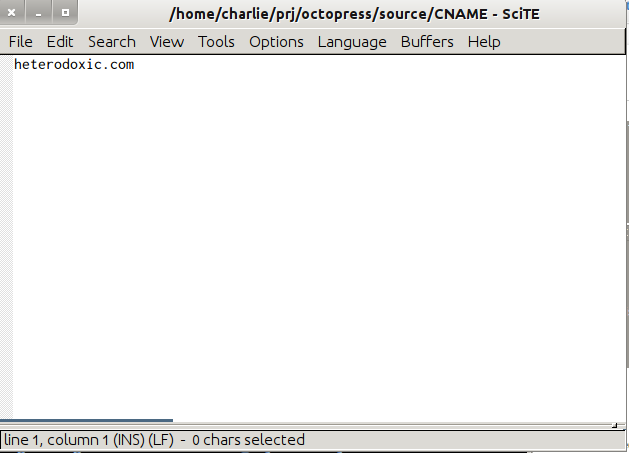 /home/charlie/prj/octopress/source/CNAME - SciTE
File Edit Search View Tools Options Language Buffers Help
heterodoxic.com
line 1, column 1 (INS) (LF) - 0 chars selected